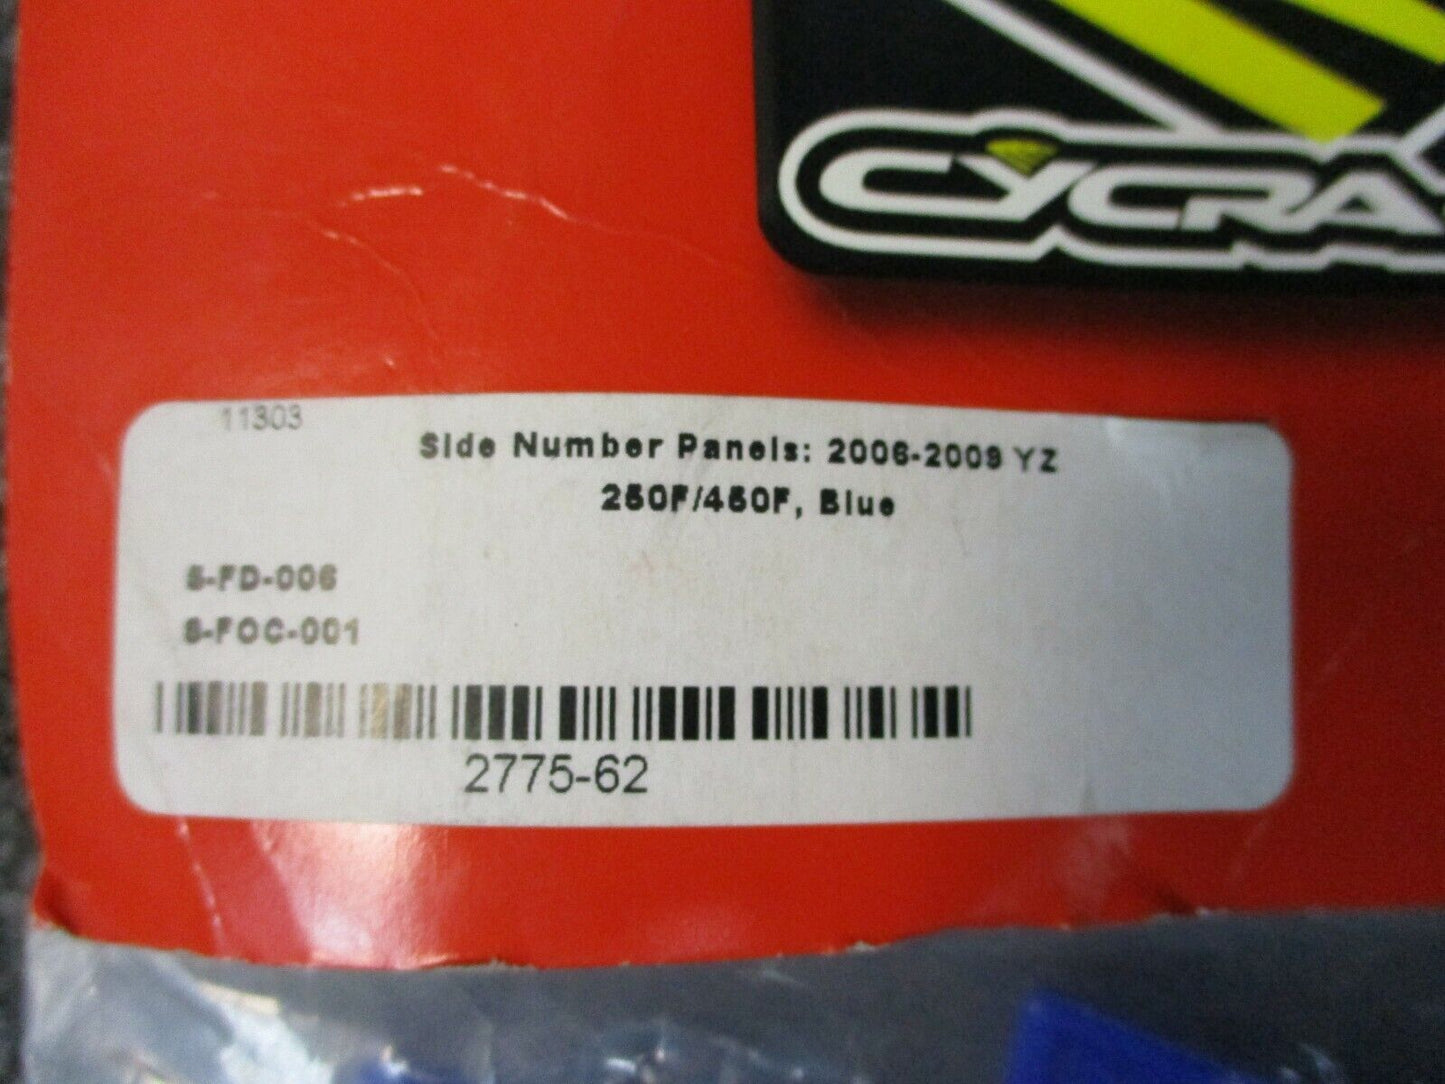 CYCRA
11303
Side Number Panels: 2006-2009 YZ
250F/450F, Blue
S-FD-006
S-FOC-001
2775-62